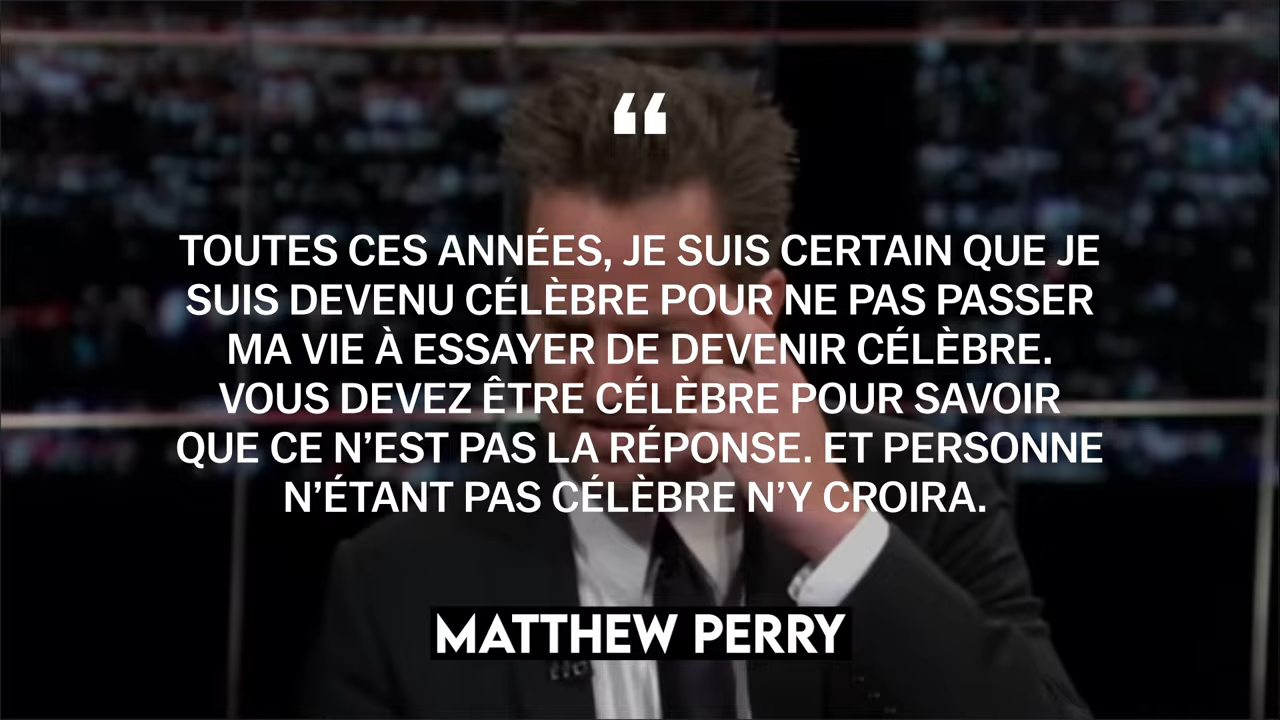 “
TOUTES CES ANNÉES, JE SUIS CERTAIN QUE JE
SUIS DEVENU CÉLÈBRE POUR NE PAS PASSER
MA VIE À ESSAYER DE DEVENIR CÉLÈBRE.
VOUS DEVEZ ÊTRE CÉLÈBRE POUR SAVOIR
QUE CE N’EST PAS LA RÉPONSE. ET PERSONNE
N’ÉTANT PAS CÉLÈBRE N’Y CROIRA.
MATTHEW PERRY